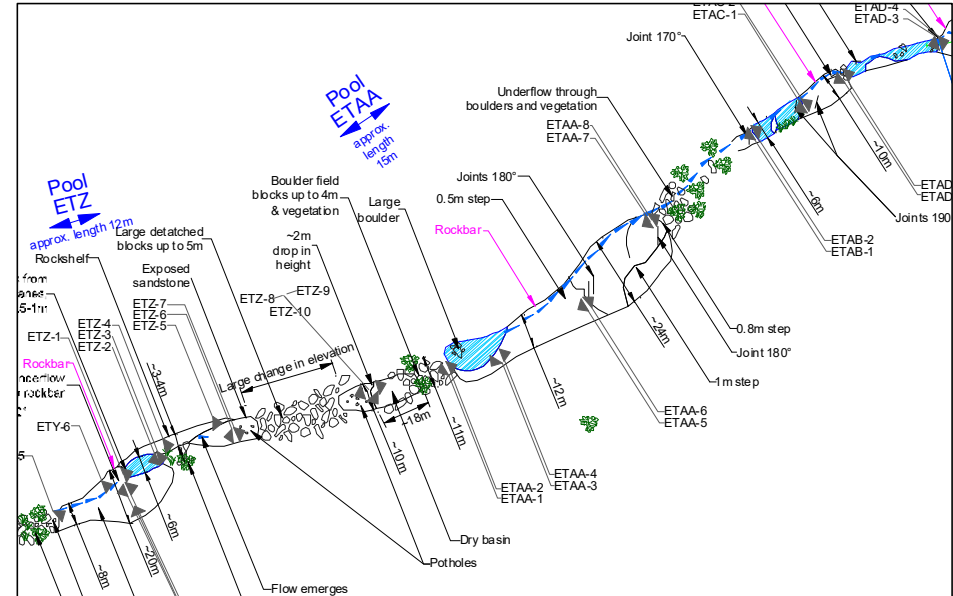 ETAC-1
ETAD-4
ETAD-3
Joint 170°
Pool
ETAA
approx.
length
15m
Underflow through
boulders and vegetation
ETAA-8
ETAA-7
~10m
ETAD
Joints 190
~6m
ETAB-2
ETAB-1
Pool
ETZ
approx. length 12m
Boulder field
blocks up to 4m
& vegetation
Large
boulder
Joints 180°
0.5m step
Rockbar
Large detatched
blocks up to 5m
~2m
drop in
height
Rockshelf
Exposed
sandstone
ETZ-9
ETZ-8
ETZ-10
ETZ-7
ETZ-6
ETZ-5
ETZ-4
ETZ-3
ETZ-2
ETZ-1
from
.5-1m
Rockbar
rockbar
ETY-6
~3-4m
Large change in elevation
~24m
0.8m step
Joint 180°
1m step
~12m
ETAA-6
ETAA-5
~18m
~11m
~10m
ETAA-4
ETAA-3
ETAA-2
ETAA-1
Dry basin
Potholes
~6m
~20m
~8m
Flow emerges